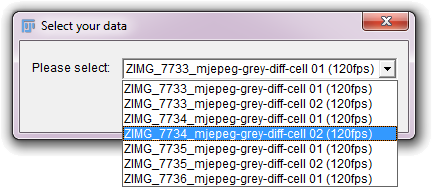 Select your data
Please select: ZIMG_7733_mjepeg-grey-diff-cell 01 (120fps)
ZIMG_7733_mjepeg-grey-diff-cell 01 (120fps)
ZIMG_7733_mjepeg-grey-diff-cell 02 (120fps)
ZIMG_7734_mjepeg-grey-diff-cell 01 (120fps)
ZIMG_7734_mjepeg-grey-diff-cell 02 (120fps)
ZIMG_7735_mjepeg-grey-diff-cell 01 (120fps)
ZIMG_7735_mjepeg-grey-diff-cell 02 (120fps)
ZIMG_7736_mjepeg-grey-diff-cell 01 (120fps)